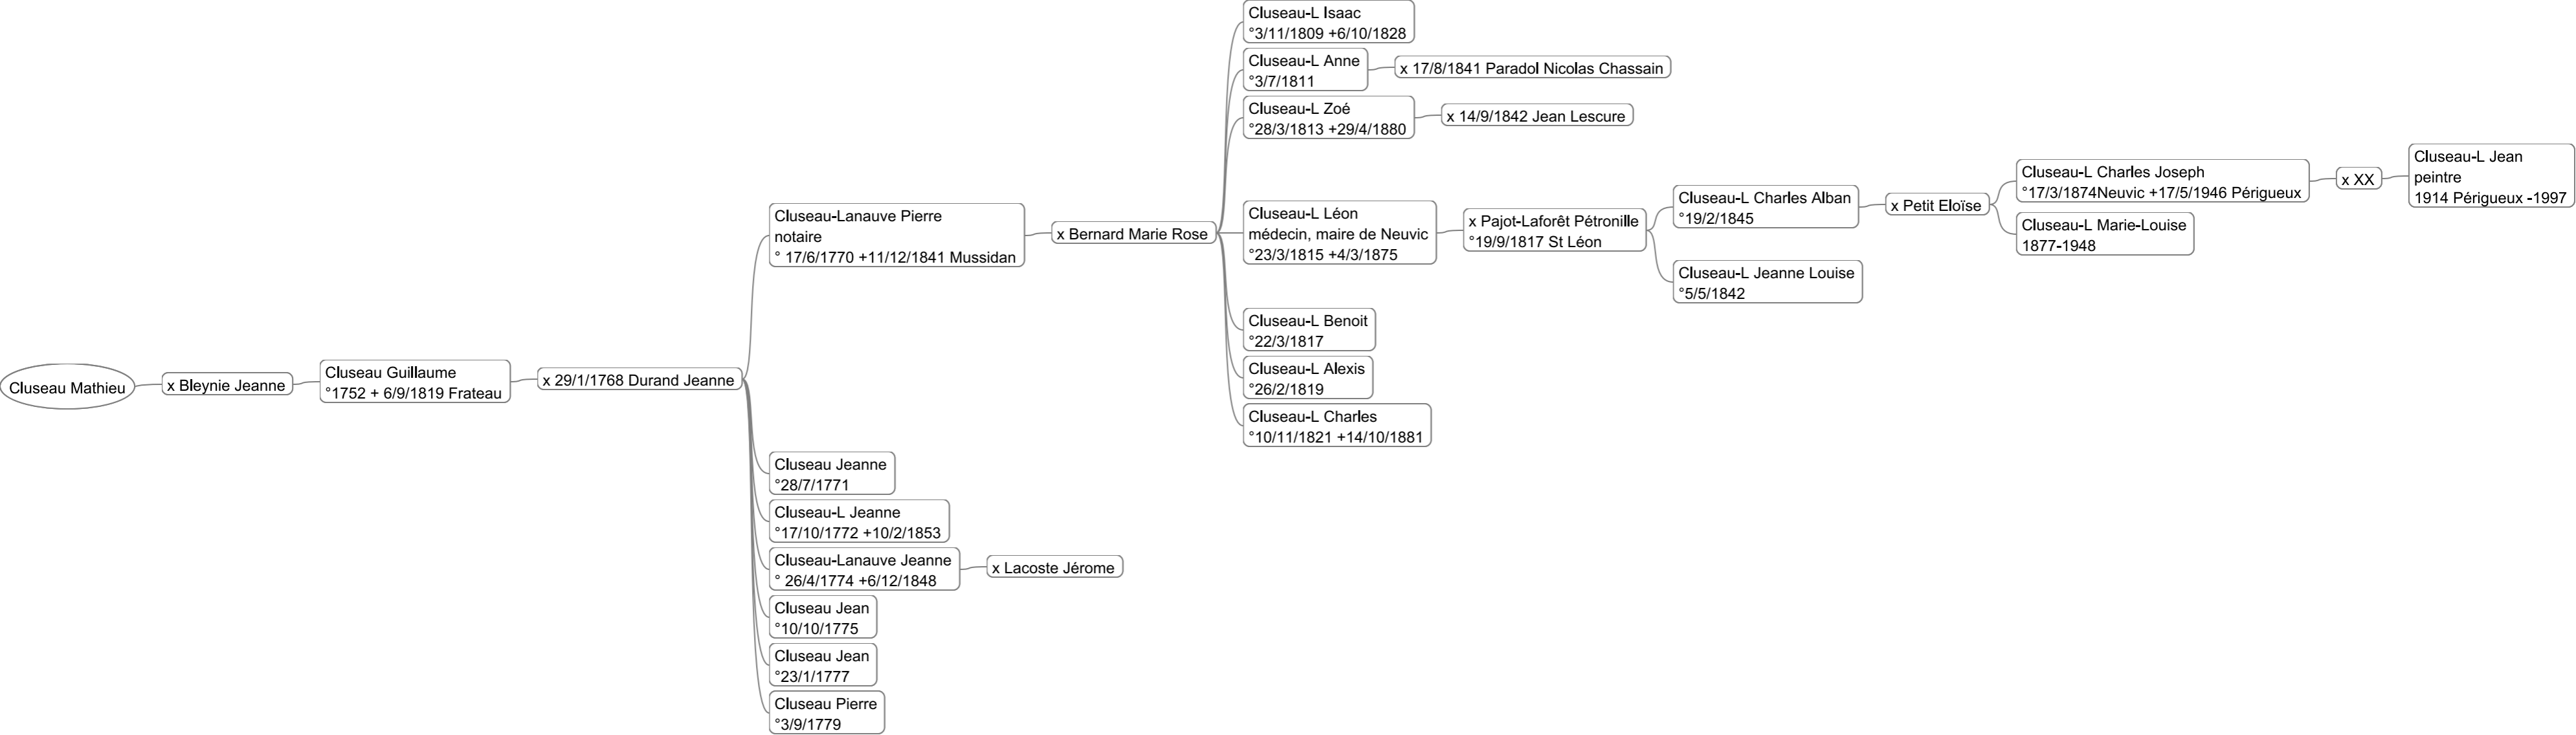 Cluseau Mathieu
x Bleynie Jeanne
Cluseau Guillaume
°1752 + 6/9/1819 Frateau
x 29/1/1768 Durand Jeanne
Cluseau-Lanauve Pierre
notaire
° 17/6/1770 +11/12/1841 Mussidan
x Bernard Marie Rose
Cluseau-L Isaac
°3/11/1809 +6/10/1828
Cluseau-L Anne
°3/7/1811
x 17/8/1841 Paradol Nicolas Chassain
Cluseau-L Zoé
°28/3/1813 +29/4/1880
x 14/9/1842 Jean Lescure
Cluseau-L Léon
médecin, maire de Neuvic
°23/3/1815 +4/3/1875
x Pajot-Laforêt Pétronille
°19/9/1817 St Léon
Cluseau-L Charles Alban
°19/2/1845
x Petit Eloïse
Cluseau-L Charles Joseph
°17/3/1874Neuvic +17/5/1946 Périgueux
x XX
Cluseau-L Jean
peintre
1914 Périgueux -1997
Cluseau-L Marie-Louise
1877-1948
Cluseau-L Jeanne Louise
°5/5/1842
Cluseau-L Benoit
°22/3/1817
Cluseau-L Alexis
°26/2/1819
Cluseau-L Charles
°10/11/1821 +14/10/1881
Cluseau Jeanne
°28/7/1771
Cluseau-L Jeanne
°17/10/1772 +10/2/1853
Cluseau-Lanauve Jeanne
° 26/4/1774 +6/12/1848
x Lacoste Jérome
Cluseau Jean
°10/10/1775
Cluseau Jean
°23/1/1777
Cluseau Pierre
°3/9/1779